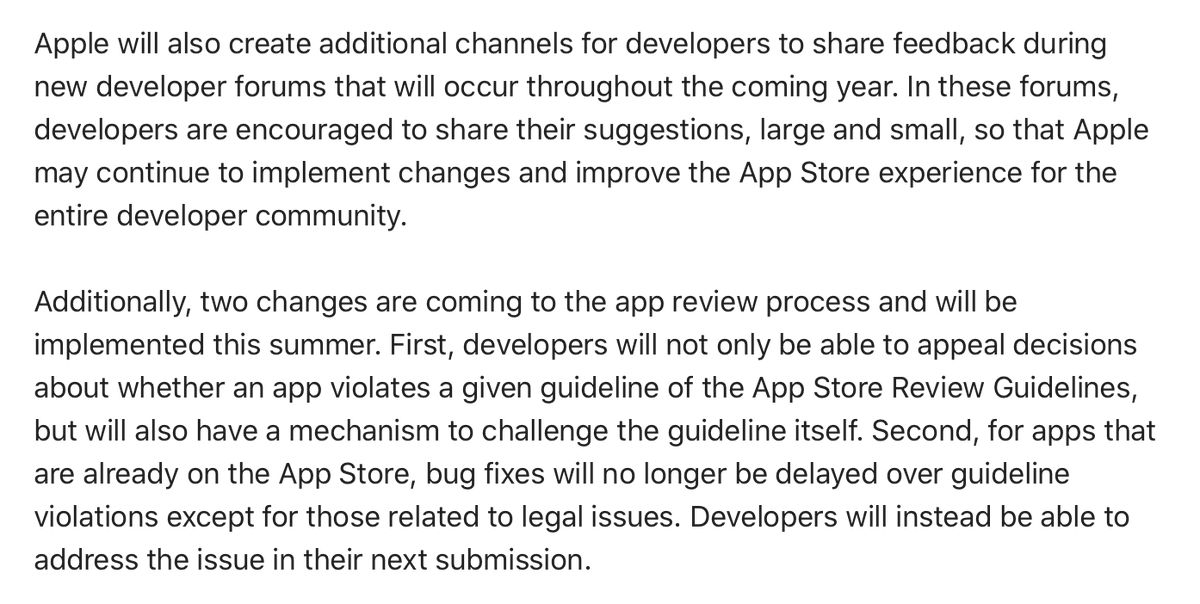 Apple will also create additional channels for developers to share feedback during
new developer forums that will occur throughout the coming year. In these forums,
developers are encouraged to share their suggestions, large and small, so that Apple
may continue to implement changes and improve the App Store experience for the
entire developer community.
Additionally, two changes are coming to the app review process and will be
implemented this summer. First, developers will not only be able to appeal decisions
about whether an app violates a given guideline of the App Store Review Guidelines,
but will also have a mechanism to challenge the guideline itself. Second, for apps that
are already on the App Store, bug fixes will no longer be delayed over guideline
violations except for those related to legal issues. Developers will instead be able to
address the issue in their next submission.